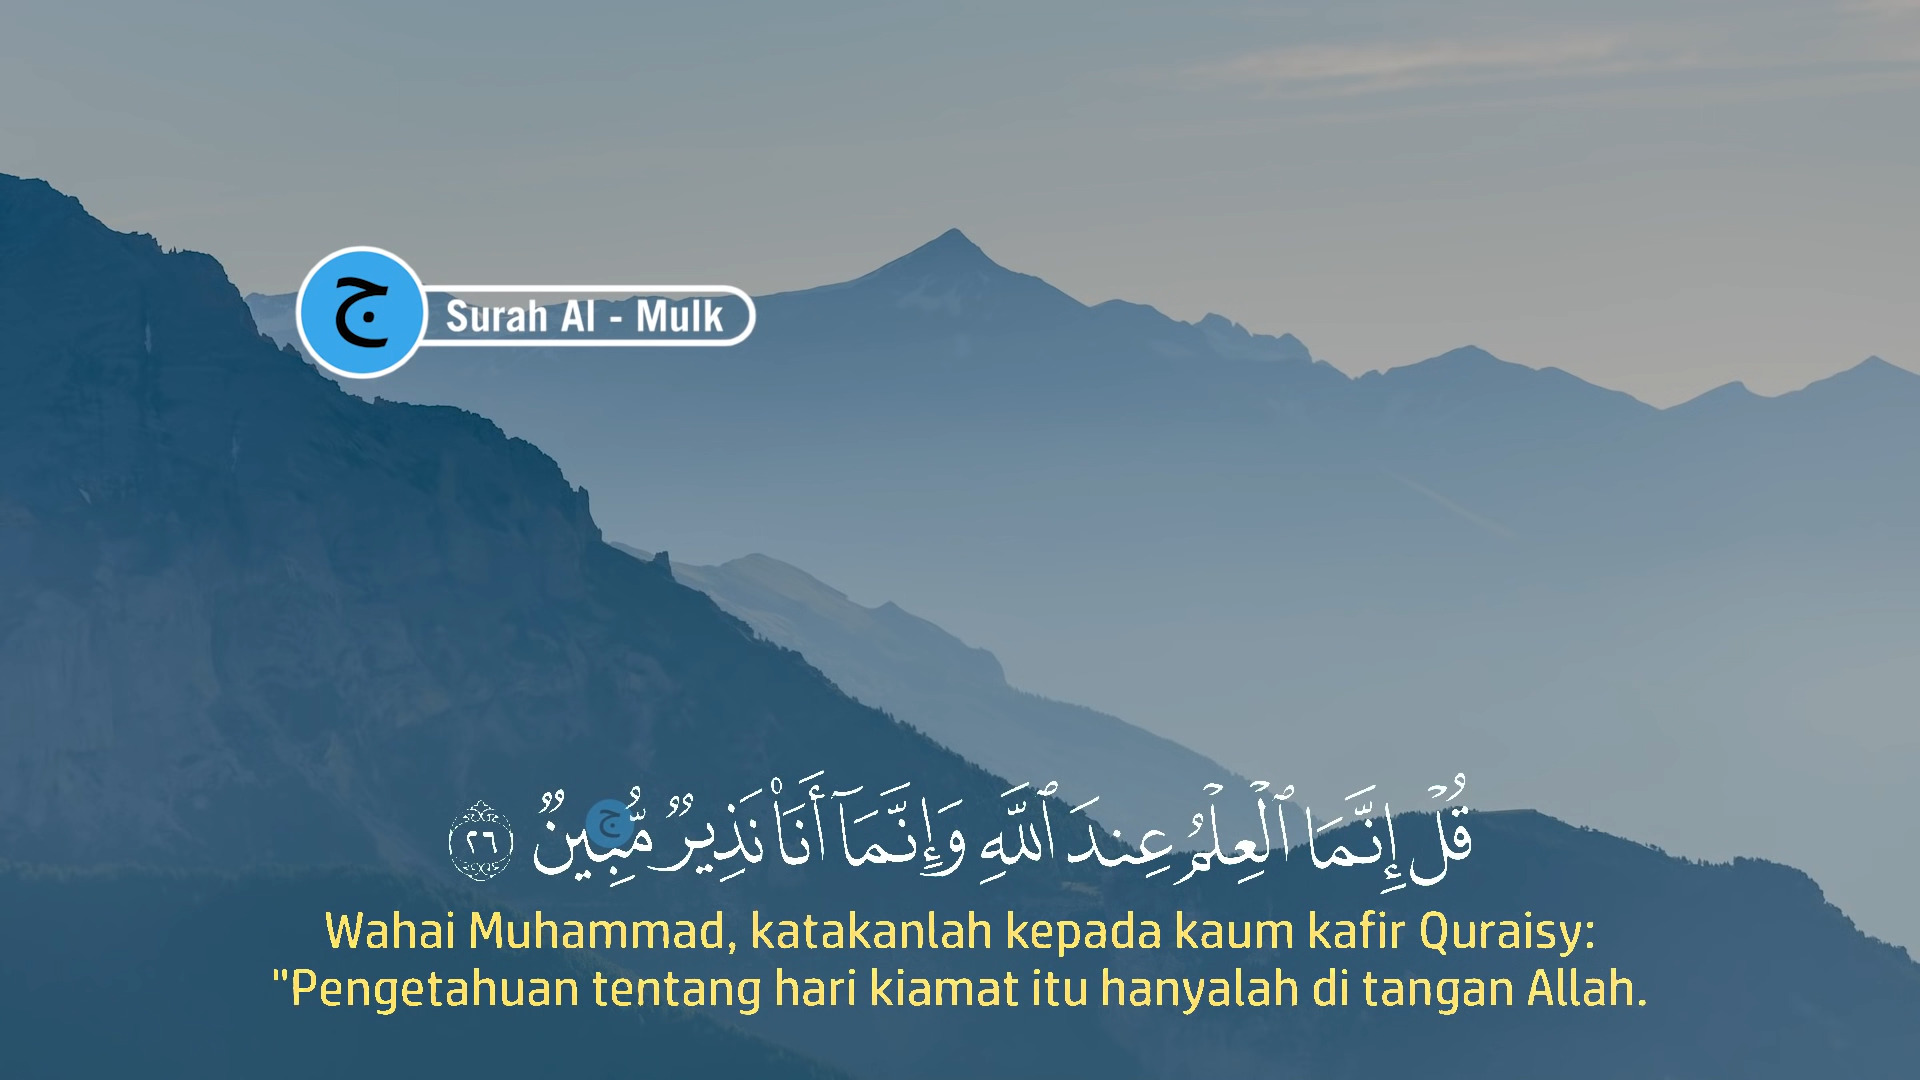 ج
Surah Al - Mulk
قُلْ إِنَّمَا ٱلْعِلْمُ عِندَ ٱللَّهِ وَإِنَّمَآ أَنَا۠ نَذِيرٌ مُّبِينٌ ٢٦
ج
Wahai Muhammad, katakanlah kepada kaum kafir Quraisy:
"Pengetahuan tentang hari kiamat itu hanyalah di tangan Allah.